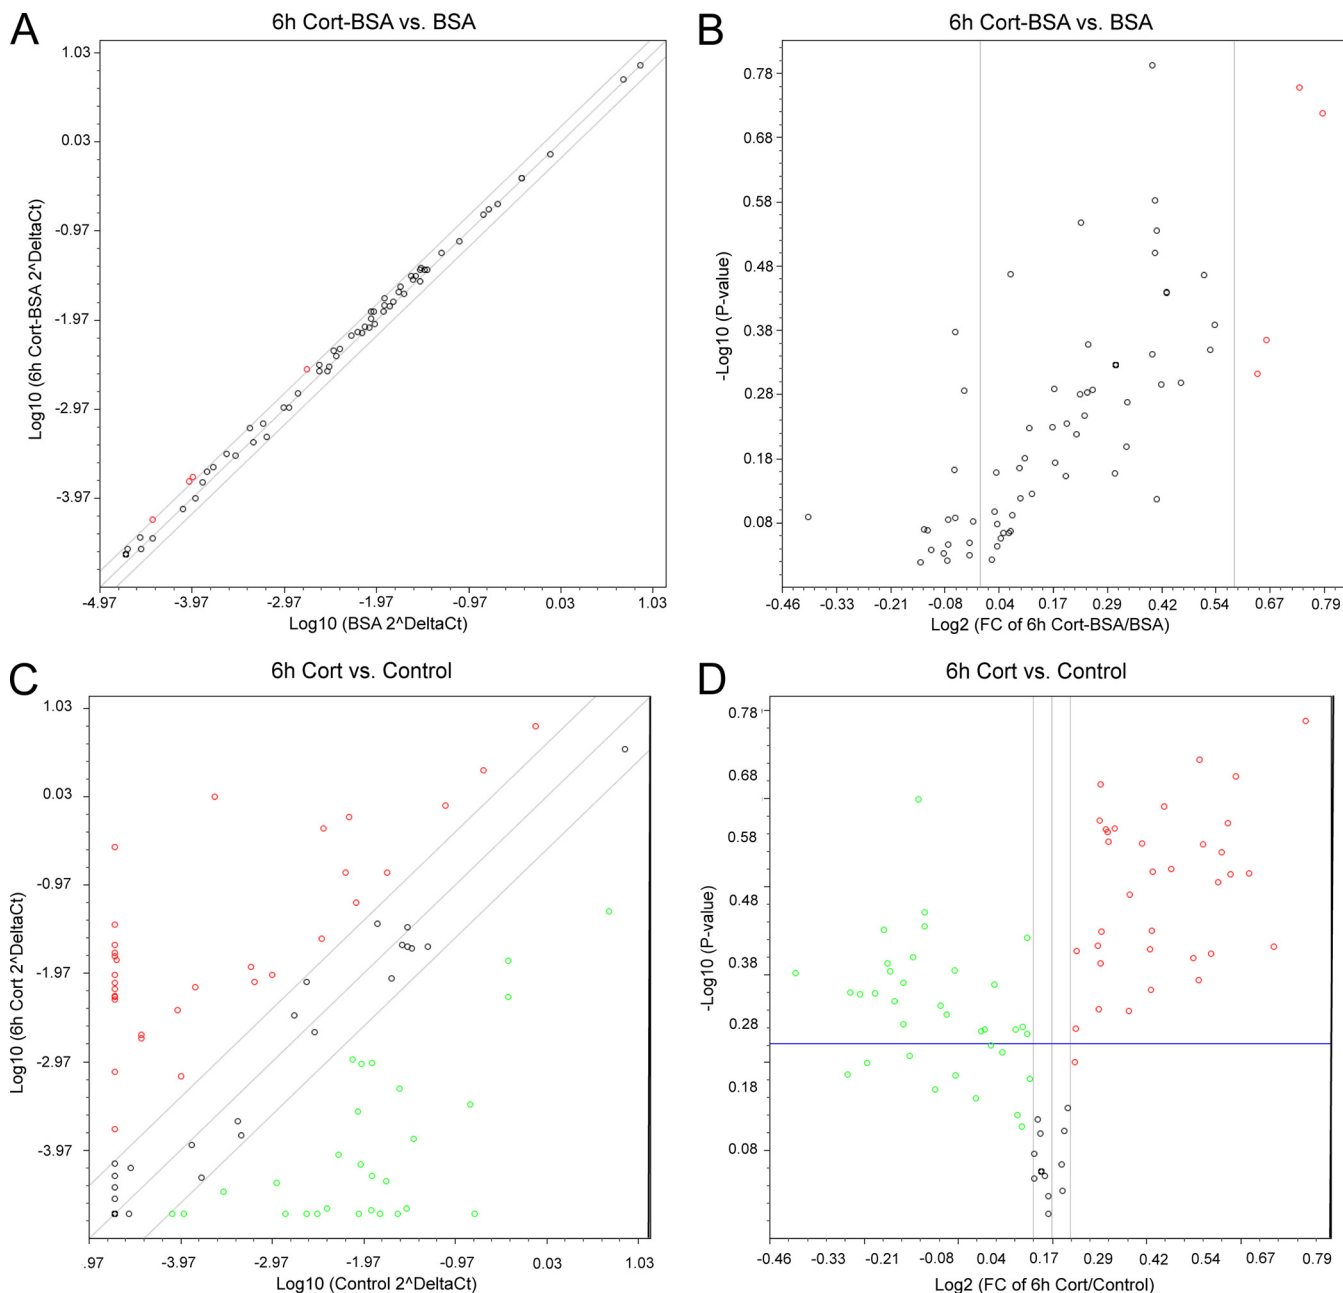 A
6h Cort-BSA vs. BSA
1.03
0.03
-0.97
-1.97
-2.97
-3.97
Log10 (6h Cort-BSA 2^DeltaCt)
-4.97 -3.97 -2.97 -1.97 -0.97 0.03 1.03
Log10 (BSA 2^DeltaCt)
B
6h Cort-BSA vs. BSA
0.78
0.68
0.58
0.48
0.38
0.28
0.18
0.08
-Log10 (P-value)
-0.46 -0.33 -0.21 -0.08 0.04 0.17 0.29 0.42 0.54 0.67 0.79
Log2 (FC of 6h Cort-BSA/BSA)
C
6h Cort vs. Control
1.03
0.03
-0.97
-1.97
-2.97
-3.97
Log10 (6h Cort 2^DeltaCt)
.97 -3.97 -2.97 -1.97 -0.97 0.03
Log10 (Control 2^DeltaCt)
D
6h Cort vs. Control
0.78
0.68
0.58
0.48
0.38
0.28
0.18
0.08
-Log10 (P-value)
-0.46 -0.33 -0.21 -0.08 0.04 0.17 0.29 0.42 0.54 0.67 0.79
Log2 (FC of 6h Cort/Control)